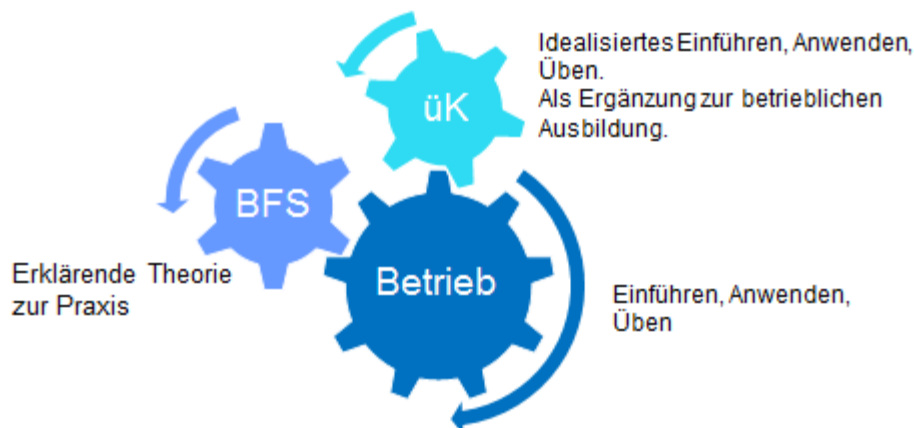 Idealisiertes Einführen, Anwenden,
Üben.
Als Ergänzung zur betrieblichen
Ausbildung.
üK
BFS
Betrieb
Erklärende Theorie
zur Praxis
Einführen, Anwenden,
Üben